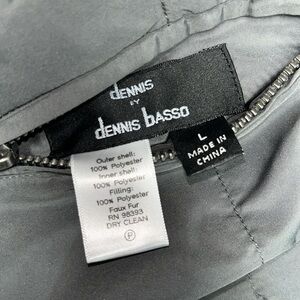 dENNIS
BY
dENNIS bASSO
L
MADE IN
CHINA
Outer shell:
100% Polyester
Inner shell:
100% Polyester
Filling:
100% Polyester
Faux Fur
RN 98393
DRY CLEAN
P